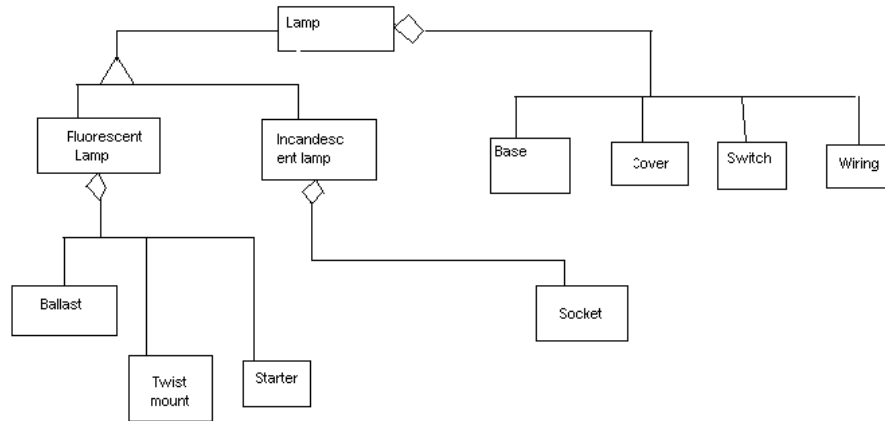 Lamp
Fluorescent
Lamp
Incandesc
ent lamp
Base
Cover
Switch
Wiring
Ballast
Twist
mount
Starter
Socket